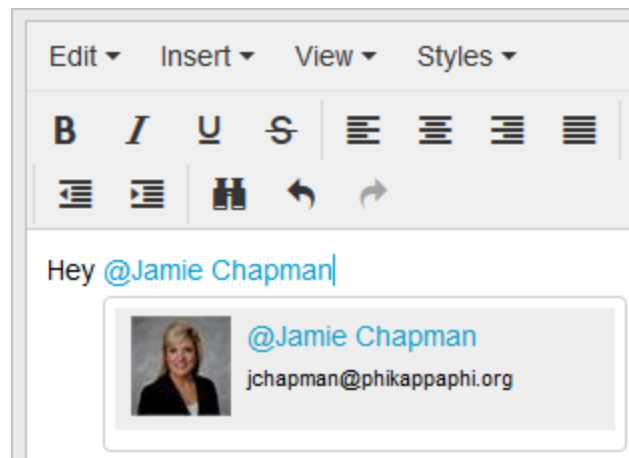 Edit Insert View Styles
B I U S
Hey @Jamie Chapman
@Jamie Chapman
jchapman@phikappaphi.org